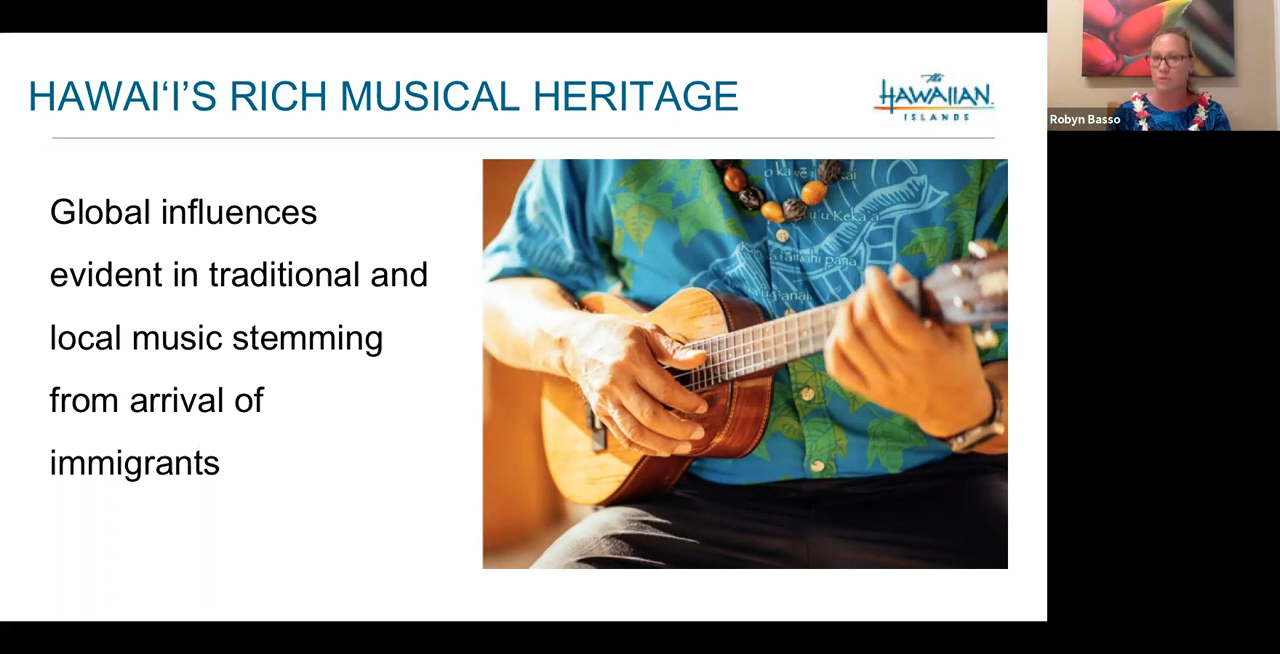 HAWAIʻI’S RICH MUSICAL HERITAGE
the
HAWAIIAN
ISLANDS
Robyn Basso
Global influences
evident in traditional and
local music stemming
from arrival of
immigrants